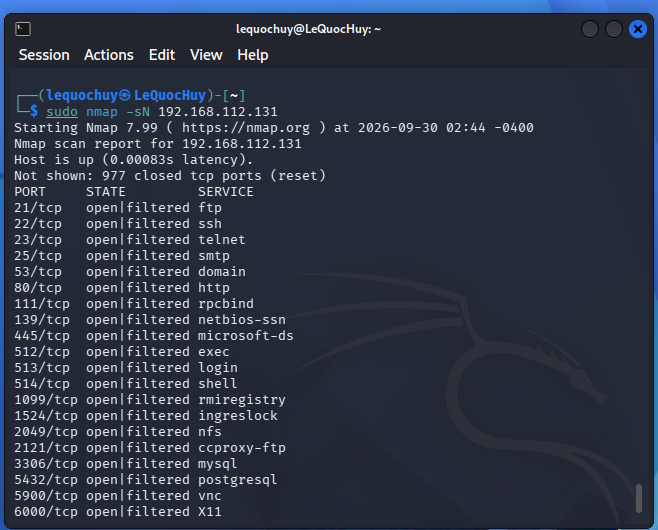 lequochuy@LeQuocHuy: ~
Session Actions Edit View Help
┌──(lequochuy㉿LeQuocHuy)-[~]
└─$ sudo nmap -sN 192.168.112.131
Starting Nmap 7.99 ( https://nmap.org ) at 2026-09-30 02:44 -0400
Nmap scan report for 192.168.112.131
Host is up (0.00083s latency).
Not shown: 977 closed tcp ports (reset)
PORT     STATE         SERVICE
21/tcp   open|filtered ftp
22/tcp   open|filtered ssh
23/tcp   open|filtered telnet
25/tcp   open|filtered smtp
53/tcp   open|filtered domain
80/tcp   open|filtered http
111/tcp  open|filtered rpcbind
139/tcp  open|filtered netbios-ssn
445/tcp  open|filtered microsoft-ds
512/tcp  open|filtered exec
513/tcp  open|filtered login
514/tcp  open|filtered shell
1099/tcp open|filtered rmiregistry
1524/tcp open|filtered ingreslock
2049/tcp open|filtered nfs
2121/tcp open|filtered ccproxy-ftp
3306/tcp open|filtered mysql
5432/tcp open|filtered postgresql
5900/tcp open|filtered vnc
6000/tcp open|filtered X11